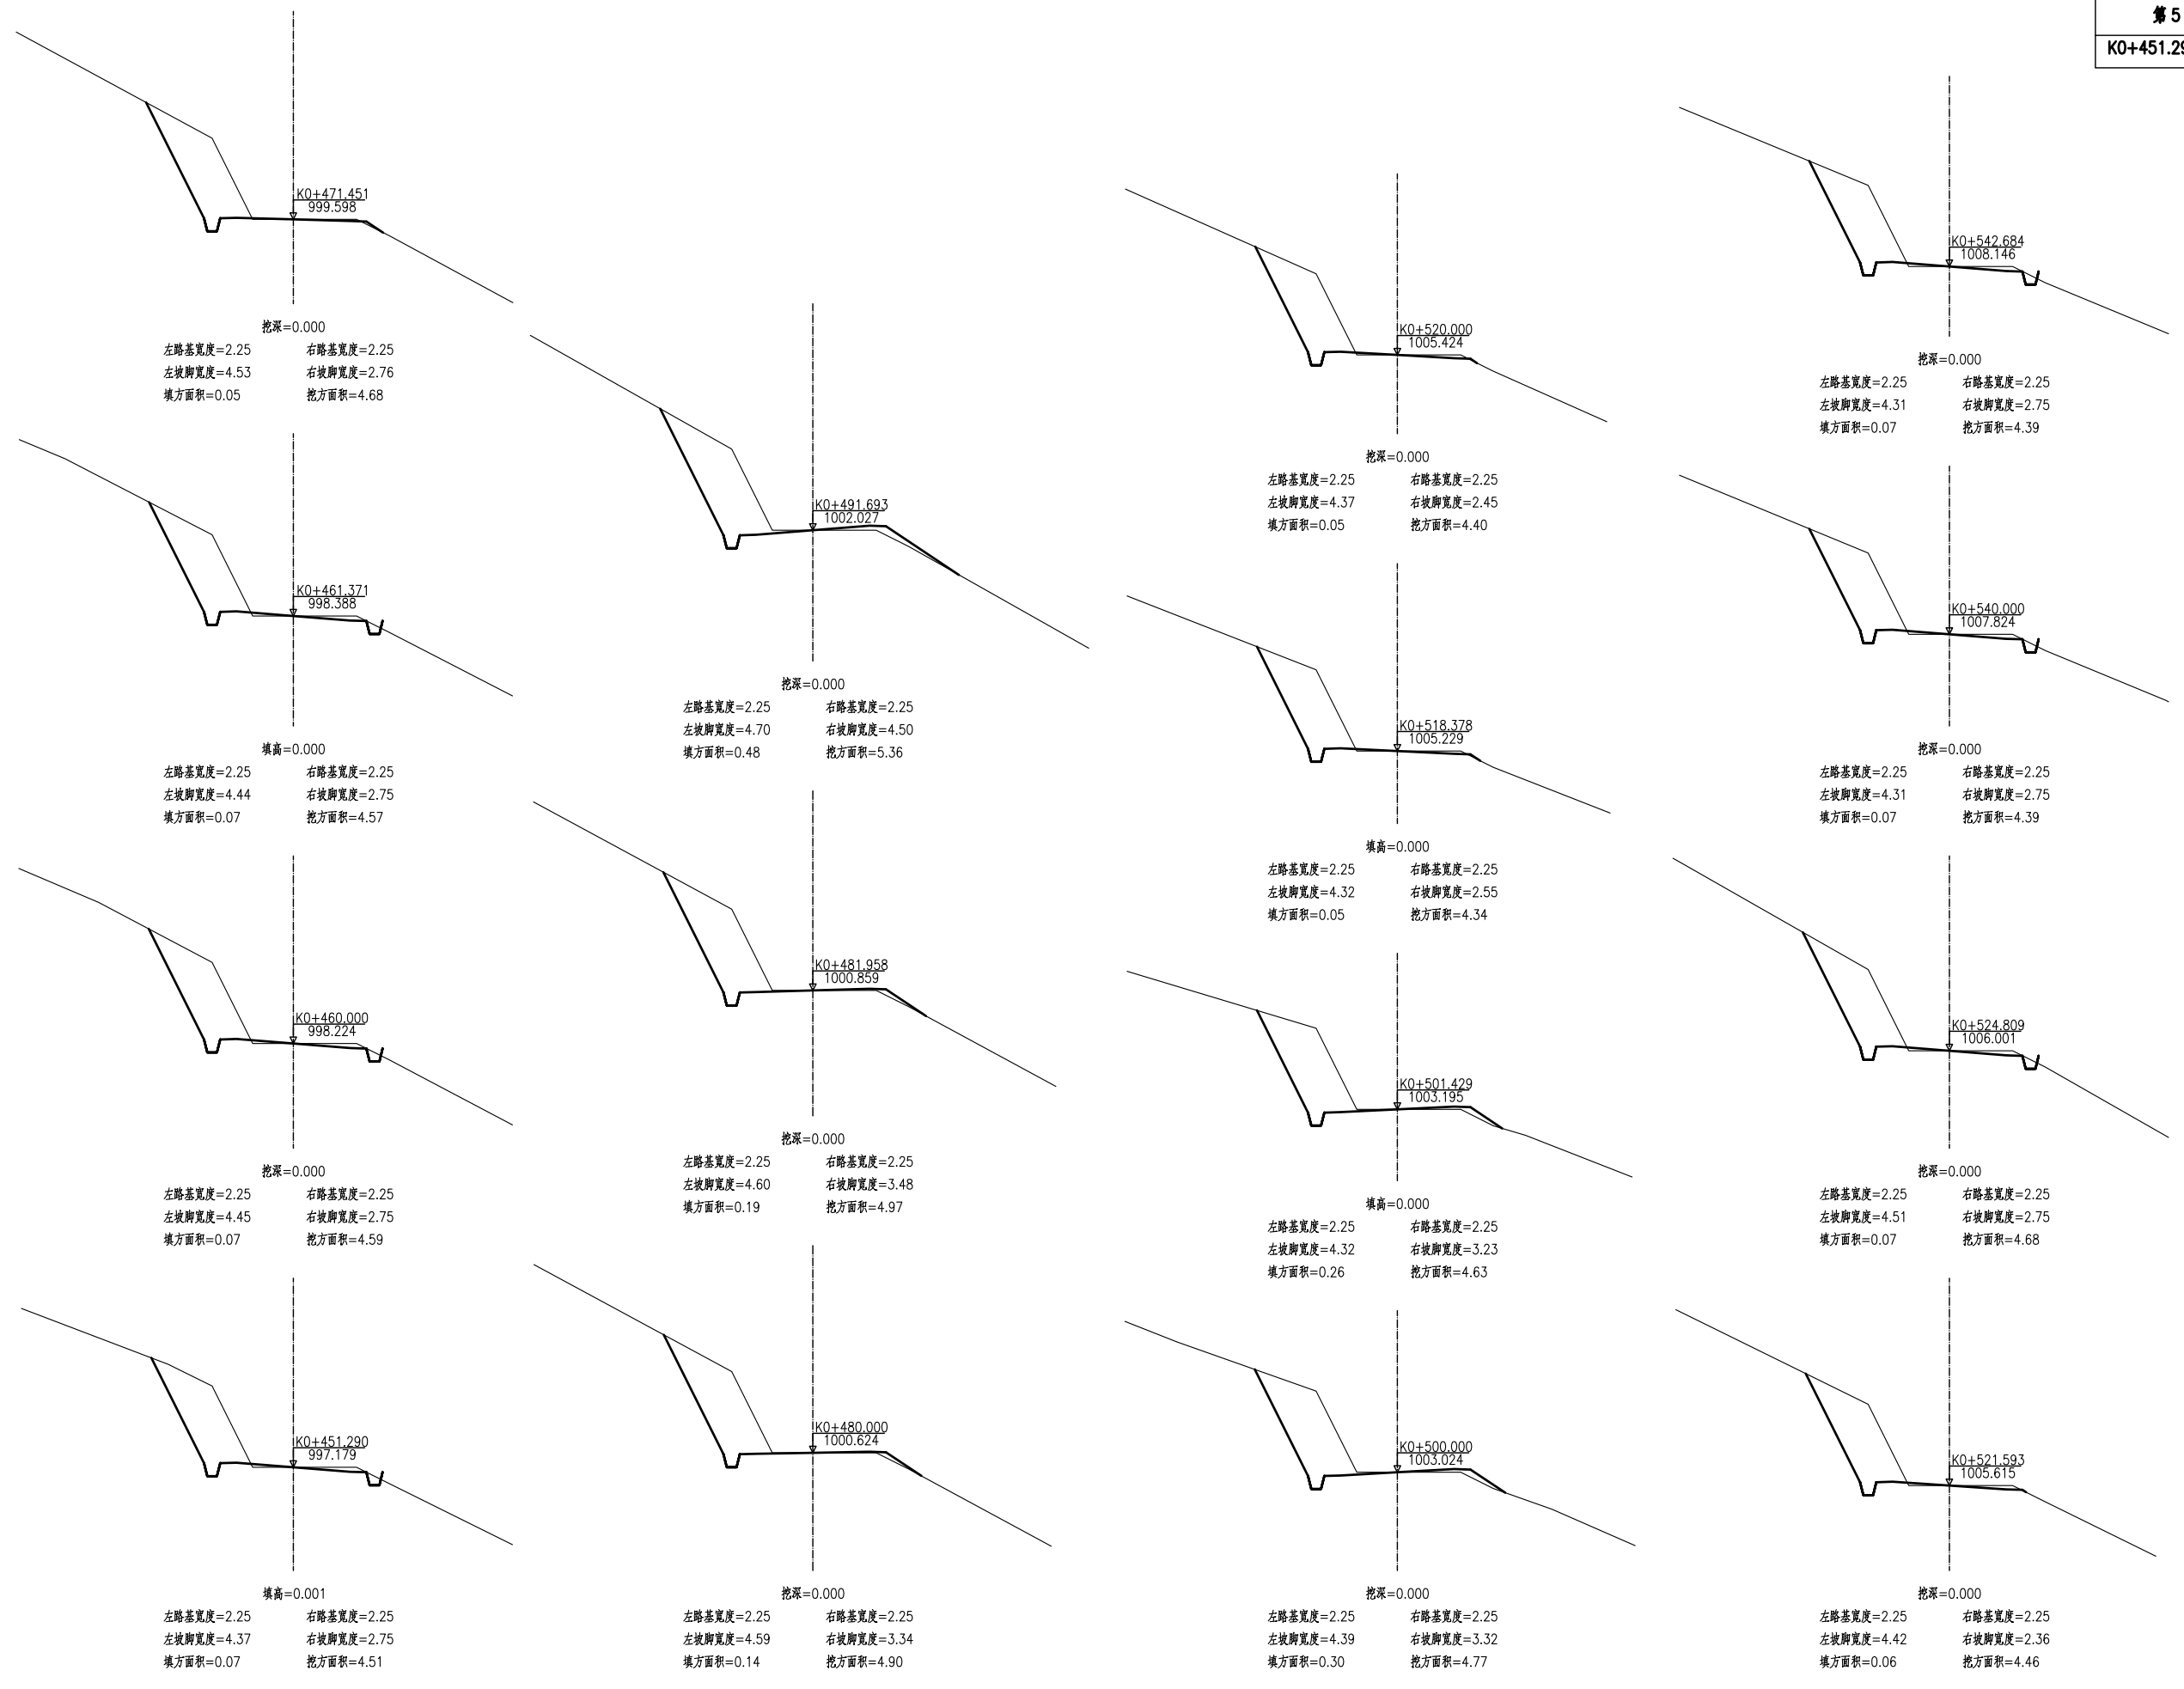 第 5
K0+451.29
K0+471.451
999.598
挖深=0.000
左路基宽度=2.25 右路基宽度=2.25
左坡脚宽度=4.53 右坡脚宽度=2.76
填方面积=0.05 挖方面积=4.68
K0+461.371
998.388
填高=0.000
左路基宽度=2.25 右路基宽度=2.25
左坡脚宽度=4.44 右坡脚宽度=2.75
填方面积=0.07 挖方面积=4.57
K0+460.000
998.224
挖深=0.000
左路基宽度=2.25 右路基宽度=2.25
左坡脚宽度=4.45 右坡脚宽度=2.75
填方面积=0.07 挖方面积=4.59
K0+451.290
997.179
填高=0.001
左路基宽度=2.25 右路基宽度=2.25
左坡脚宽度=4.37 右坡脚宽度=2.75
填方面积=0.07 挖方面积=4.51
K0+491.693
1002.027
挖深=0.000
左路基宽度=2.25 右路基宽度=2.25
左坡脚宽度=4.70 右坡脚宽度=4.50
填方面积=0.48 挖方面积=5.36
K0+481.958
1000.859
挖深=0.000
左路基宽度=2.25 右路基宽度=2.25
左坡脚宽度=4.60 右坡脚宽度=3.48
填方面积=0.19 挖方面积=4.97
K0+480.000
1000.624
挖深=0.000
左路基宽度=2.25 右路基宽度=2.25
左坡脚宽度=4.59 右坡脚宽度=3.34
填方面积=0.14 挖方面积=4.90
K0+520.000
1005.424
挖深=0.000
左路基宽度=2.25 右路基宽度=2.25
左坡脚宽度=4.37 右坡脚宽度=2.45
填方面积=0.05 挖方面积=4.40
K0+518.378
1005.229
填高=0.000
左路基宽度=2.25 右路基宽度=2.25
左坡脚宽度=4.32 右坡脚宽度=2.55
填方面积=0.05 挖方面积=4.34
K0+501.429
1003.195
填高=0.000
左路基宽度=2.25 右路基宽度=2.25
左坡脚宽度=4.32 右坡脚宽度=3.23
填方面积=0.26 挖方面积=4.63
K0+500.000
1003.024
挖深=0.000
左路基宽度=2.25 右路基宽度=2.25
左坡脚宽度=4.39 右坡脚宽度=3.32
填方面积=0.30 挖方面积=4.77
K0+542.684
1008.146
挖深=0.000
左路基宽度=2.25 右路基宽度=2.25
左坡脚宽度=4.31 右坡脚宽度=2.75
填方面积=0.07 挖方面积=4.39
K0+540.000
1007.824
挖深=0.000
左路基宽度=2.25 右路基宽度=2.25
左坡脚宽度=4.31 右坡脚宽度=2.75
填方面积=0.07 挖方面积=4.39
K0+524.809
1006.001
挖深=0.000
左路基宽度=2.25 右路基宽度=2.25
左坡脚宽度=4.51 右坡脚宽度=2.75
填方面积=0.07 挖方面积=4.68
K0+521.593
1005.615
挖深=0.000
左路基宽度=2.25 右路基宽度=2.25
左坡脚宽度=4.42 右坡脚宽度=2.36
填方面积=0.06 挖方面积=4.46